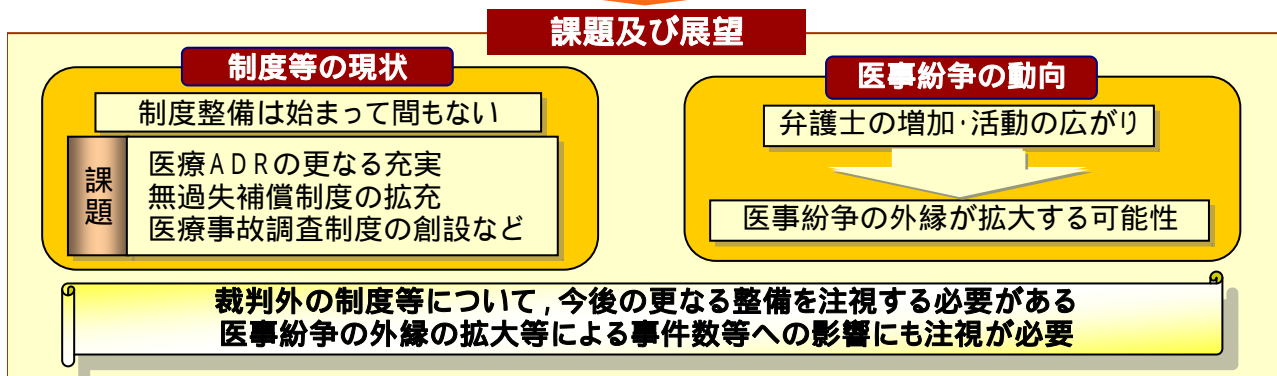 課題及び展望
制度等の現状
制度整備は始まって間もない
課題
医療ADRの更なる充実
無過失補償制度の拡充
医療事故調査制度の創設など
医事紛争の動向
弁護士の増加・活動の広がり
医事紛争の外縁が拡大する可能性
裁判外の制度等について,今後の更なる整備を注視する必要がある
医事紛争の外縁の拡大等による事件数等への影響にも注視が必要